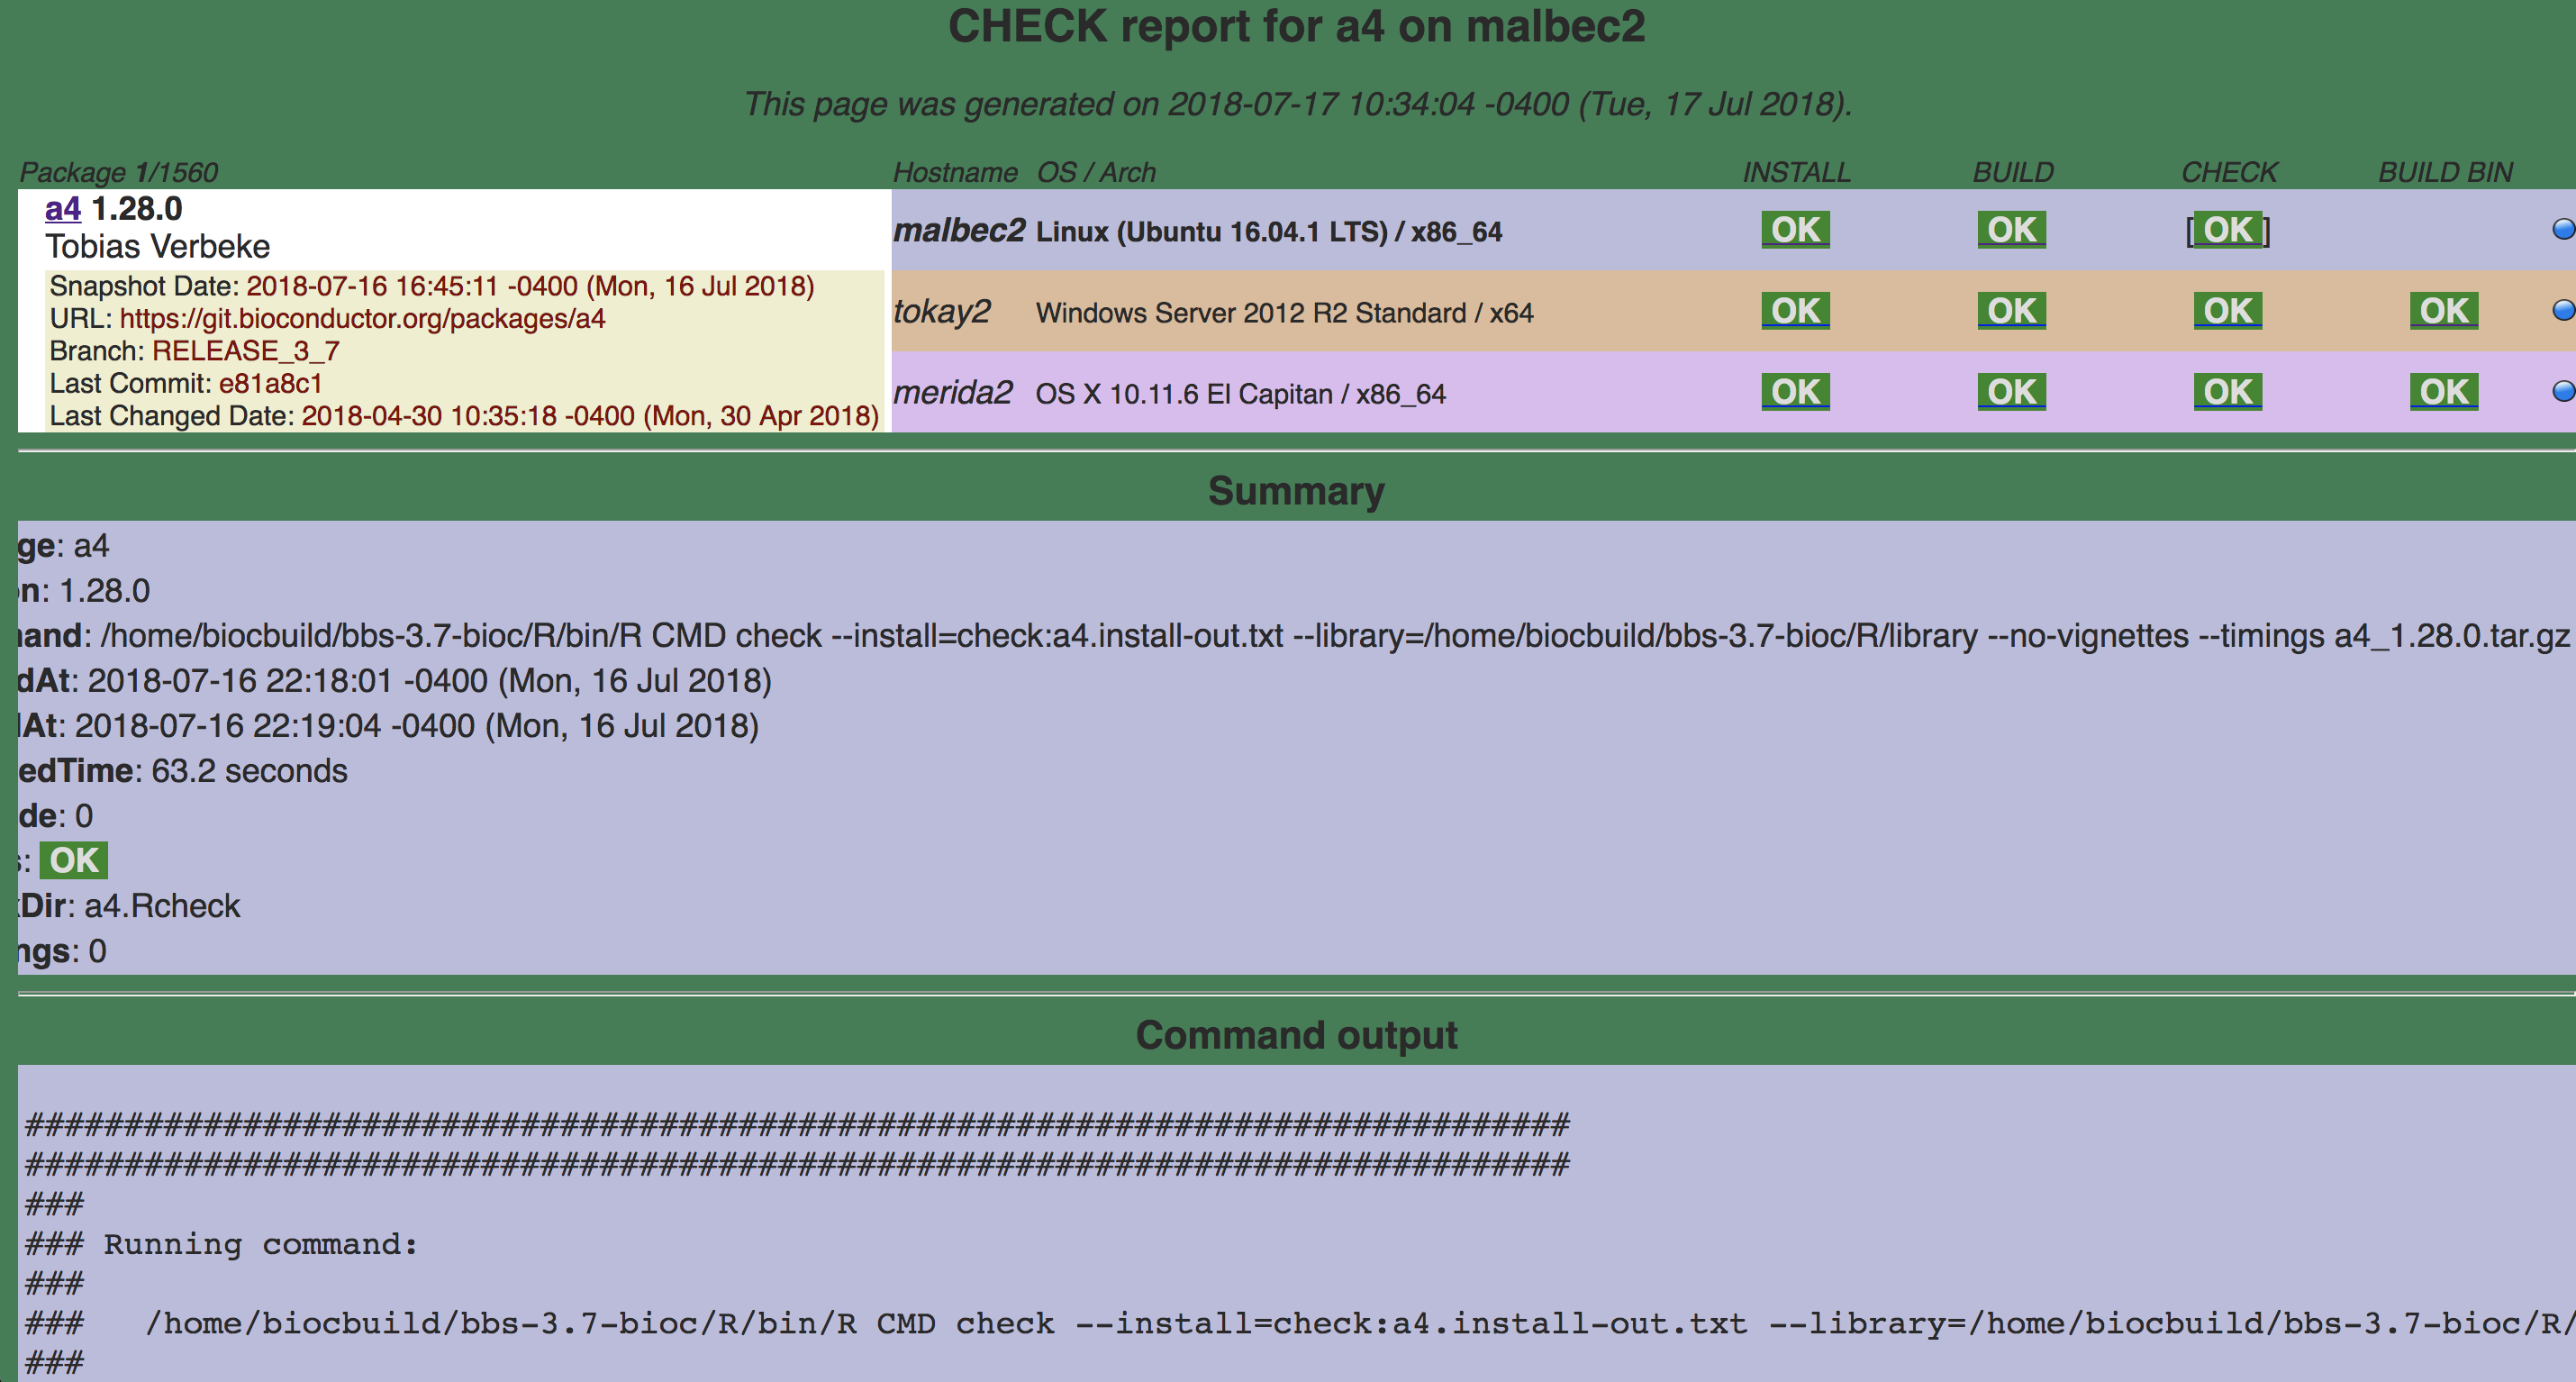 CHECK report for a4 on malbec2
This page was generated on 2018-07-17 10:34:04 -0400 (Tue, 17 Jul 2018).
Package 1/1560 Hostname OS / Arch INSTALL BUILD CHECK BUILD BIN
a4 1.28.0
Tobias Verbeke
Snapshot Date: 2018-07-16 16:45:11 -0400 (Mon, 16 Jul 2018)
URL: https://git.bioconductor.org/packages/a4
Branch: RELEASE_3_7
Last Commit: e81a8c1
Last Changed Date: 2018-04-30 10:35:18 -0400 (Mon, 30 Apr 2018)
malbec2 Linux (Ubuntu 16.04.1 LTS) / x86_64 OK OK [OK]
tokay2 Windows Server 2012 R2 Standard / x64 OK OK OK OK
merida2 OS X 10.11.6 El Capitan / x86_64 OK OK OK OK
Summary
ge: a4
n: 1.28.0
and: /home/biocbuild/bbs-3.7-bioc/R/bin/R CMD check --install=check:a4.install-out.txt --library=/home/biocbuild/bbs-3.7-bioc/R/library --no-vignettes --timings a4_1.28.0.tar.gz
dAt: 2018-07-16 22:18:01 -0400 (Mon, 16 Jul 2018)
At: 2018-07-16 22:19:04 -0400 (Mon, 16 Jul 2018)
edTime: 63.2 seconds
de: 0
: OK
Dir: a4.Rcheck
ngs: 0
Command output
##############################################################################
##############################################################################
###
### Running command:
###
### /home/biocbuild/bbs-3.7-bioc/R/bin/R CMD check --install=check:a4.install-out.txt --library=/home/biocbuild/bbs-3.7-bioc/R/
###